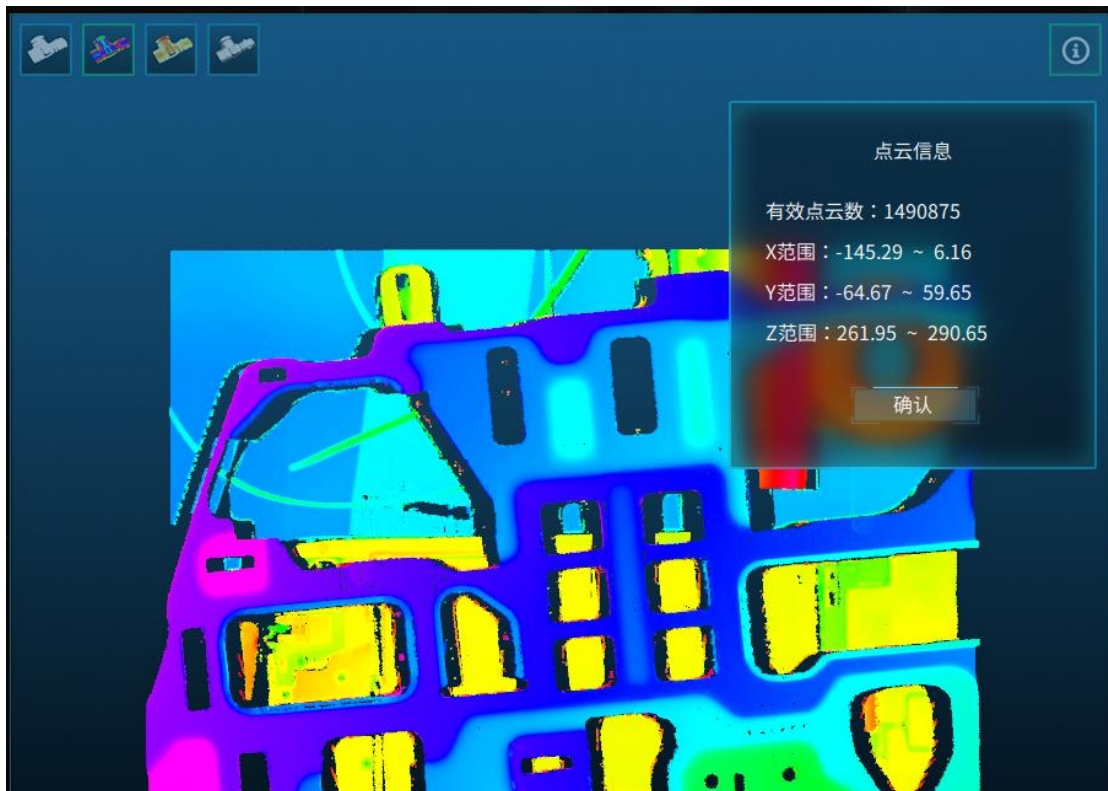 点云信息
有效点云数：1490875
X范围：-145.29 ~ 6.16
Y范围：-64.67 ~ 59.65
Z范围：261.95 ~ 290.65
确认